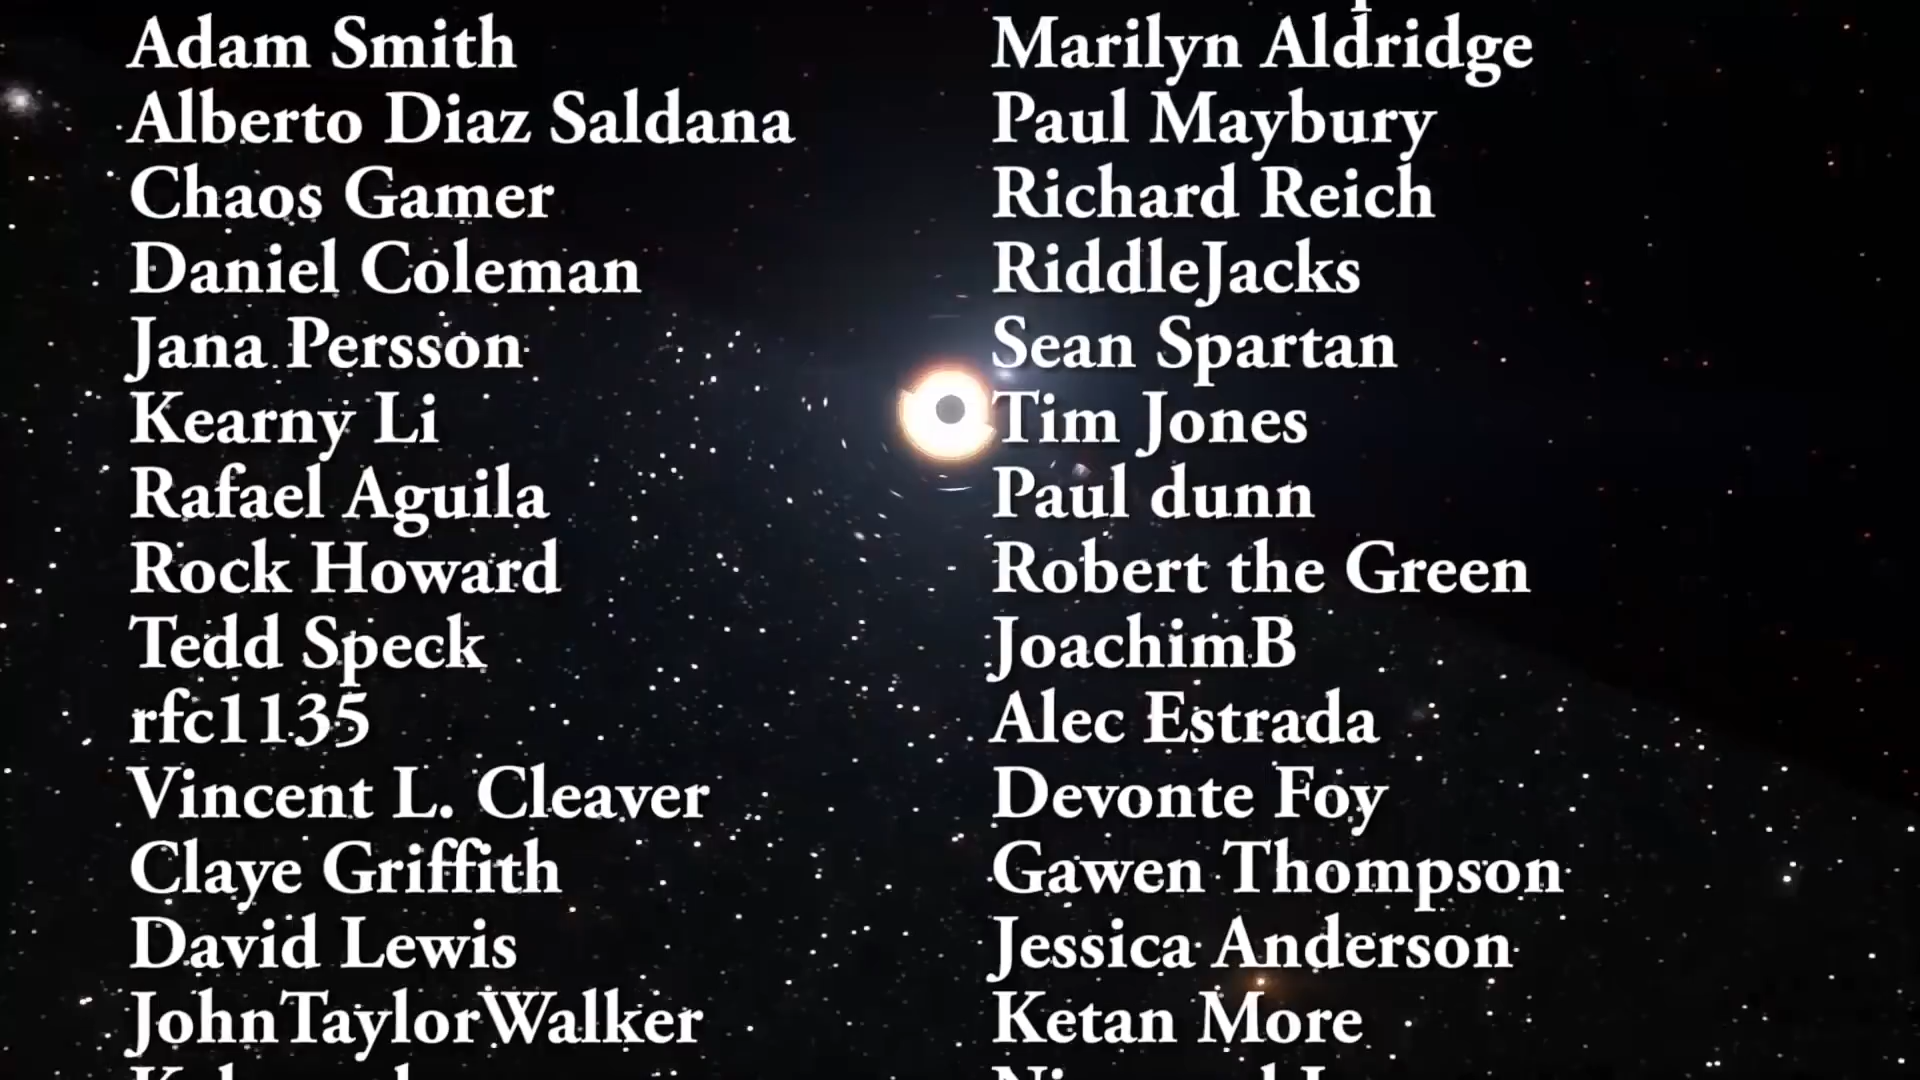 Adam Smith
Alberto Diaz Saldana
Chaos Gamer
Daniel Coleman
Jana Persson
Kearny Li
Rafael Aguila
Rock Howard
Tedd Speck
rfc1135
Vincent L. Cleaver
Claye Griffith
David Lewis
JohnTaylorWalker
Marilyn Aldridge
Paul Maybury
Richard Reich
RiddleJacks
Sean Spartan
Tim Jones
Paul dunn
Robert the Green
JoachimB
Alec Estrada
Devonte Foy
Gawen Thompson
Jessica Anderson
Ketan More